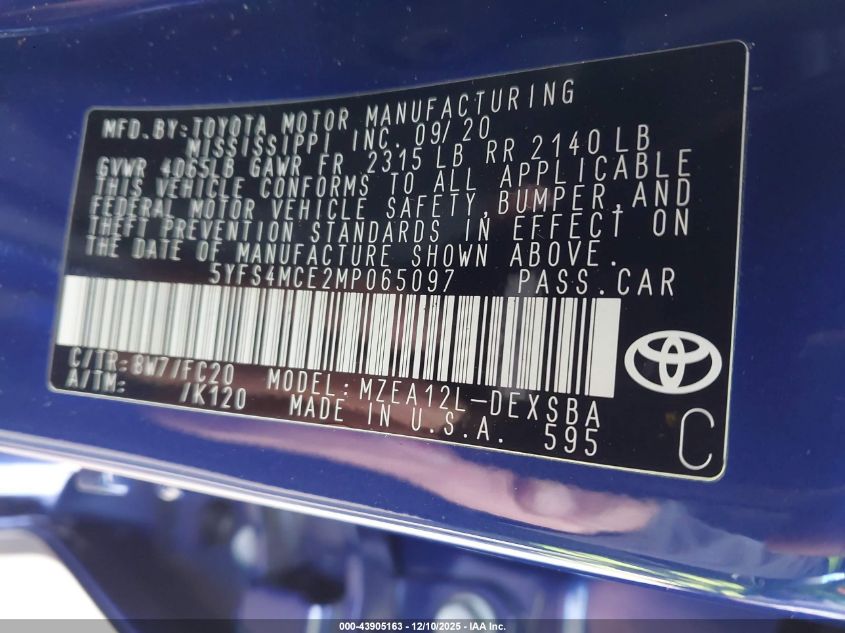 MFD.BY:TOYOTA MOTOR MANUFACTURING
MISSISSIPPI INC. 09/20
GVWR 4065LB GAWR FR 2315 LB RR 2140 LB
THIS VEHICLE CONFORMS TO ALL APPLICABLE
FEDERAL MOTOR VEHICLE SAFETY, BUMPER, AND
THEFT PREVENTION STANDARDS IN EFFECT ON
THE DATE OF MANUFACTURE SHOWN ABOVE.
5YFS4MCE2MP065097 PASS.CAR
C/TR:8W7/FC20 MODEL:MZEA12L-DEXSBA
A/TM: /K120 MADE IN U.S.A. 595
C
000-43905163 - 12/10/2025 - IAA Inc.